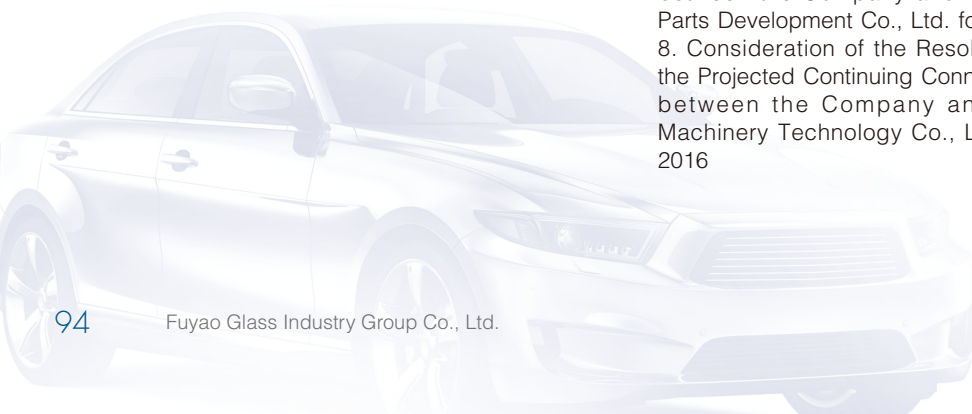 Parts Development Co., Ltd. fo
8. Consideration of the Resol
the Projected Continuing Conn
between the Company an
Machinery Technology Co., L
2016
94
Fuyao Glass Industry Group Co., Ltd.